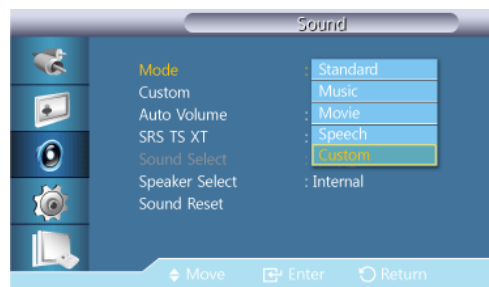 Sound
Mode : Standard
Custom Music
Auto Volume : Movie
SRS TS XT : Speech
Sound Select : Custom
Speaker Select : Internal
Sound Reset
Move Enter Return